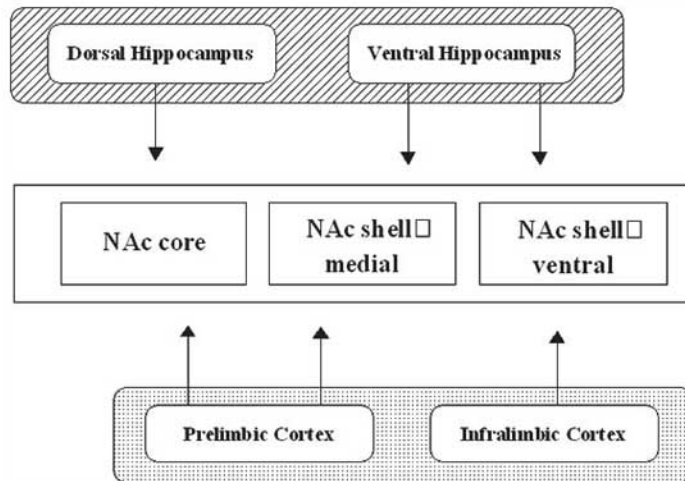 Dorsal Hippocampus
Ventral Hippocampus
NAc core
NAc shell□
medial
NAc shell□
ventral
Prelimbic Cortex
Infralimbic Cortex